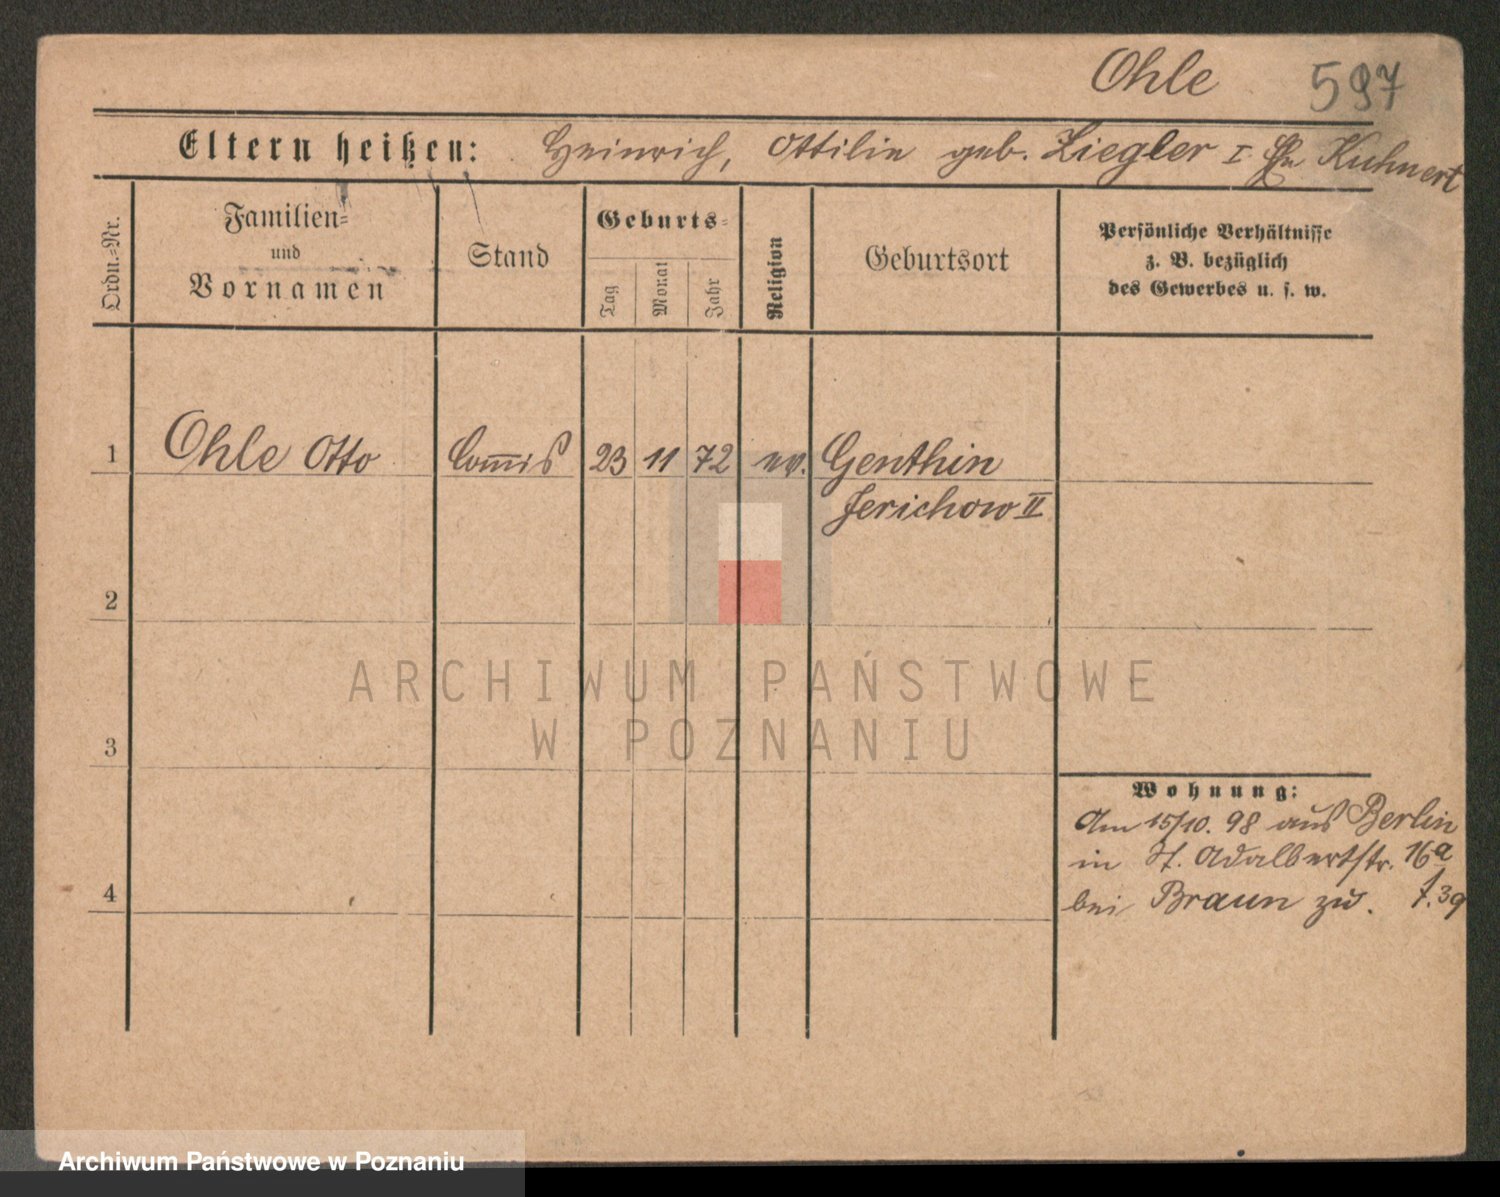 Ohle 597
Eltern heißen: Heinrich, Ottilie geb. Ziegler I Kuhnert
Ordn.-Nr.
Familien-
und
Vornamen
Stand
Geburts-
Tag
Monat
Jahr
Religion
Geburtsort
Persönliche Verhältnisse
z. B. bezüglich
des Gewerbes u. s. w.
1 Ohle Otto Commis 23 11 72 ev. Genthin
Jerichow II
2
3
4
Wohnung:
Am 15/10. 98 aus Berlin
in St. Adalbertstr. 16a
bei Braun zu.
ARCHIWUM PAŃSTWOWE
W POZNANIU
Archiwum Państwowe w Poznaniu